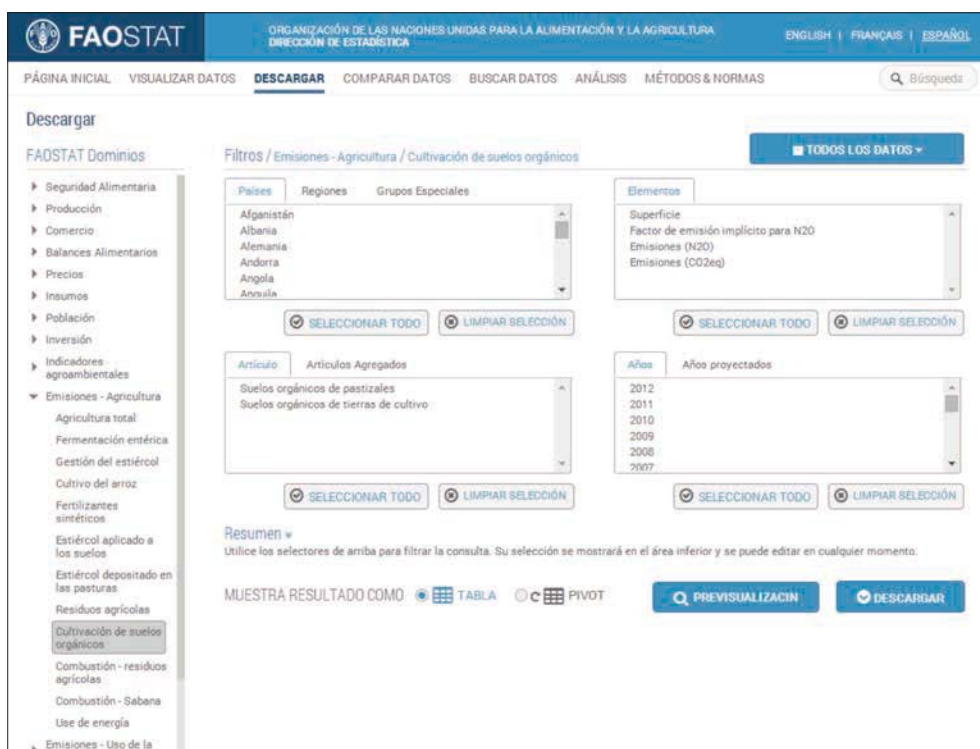 FAOSTAT
ORGANIZACIÓN DE LAS NACIONES UNIDAS PARA LA ALIMENTACIÓN Y LA AGRICULTURA
DIRECCIÓN DE ESTADÍSTICA
ENGLISH | FRANÇAIS | ESPAÑOL
PÁGINA INICIAL VISUALIZAR DATOS DESCARGAR COMPARAR DATOS BUSCAR DATOS ANÁLISIS MÉTODOS & NORMAS
Búsqueda
Descargar
FAOSTAT Dominios
Seguridad Alimentaria
Producción
Comercio
Balances Alimentarios
Precios
Insumos
Población
Inversión
Indicadores
agroambientales
Emisiones - Agricultura
Agricultura total
Fermentación entérica
Gestión del estiércol
Cultivo del arroz
Fertilizantes
sintéticos
Estiércol aplicado a
los suelos
Estiércol depositado en
las pasturas
Residuos agrícolas
Cultivación de suelos
orgánicos
Combustión - residuos
agrícolas
Combustión - Sabana
Use de energía
Emisiones - Uso de la
Filtros / Emisiones - Agricultura / Cultivación de suelos orgánicos
TODOS LOS DATOS
Países Regiones Grupos Especiales
Afganistán
Albania
Alemania
Andorra
Angola
Anguila
SELECCIONAR TODO LIMPIAR SELECCIÓN
Elementos
Superficie
Factor de emisión implícito para N2O
Emisiones (N2O)
Emisiones (CO2eq)
SELECCIONAR TODO LIMPIAR SELECCIÓN
Artículo Artículos Agregados
Suelos orgánicos de pastizales
Suelos orgánicos de tierras de cultivo
SELECCIONAR TODO LIMPIAR SELECCIÓN
Años Años proyectados
2012
2011
2010
2009
2008
2007
SELECCIONAR TODO LIMPIAR SELECCIÓN
Resumen
Utilice los selectores de arriba para filtrar la consulta. Su selección se mostrará en el área inferior y se puede editar en cualquier momento.
MUESTRA RESULTADO COMO TABLA PIVOT
PREVISUALIZACIN
DESCARGAR